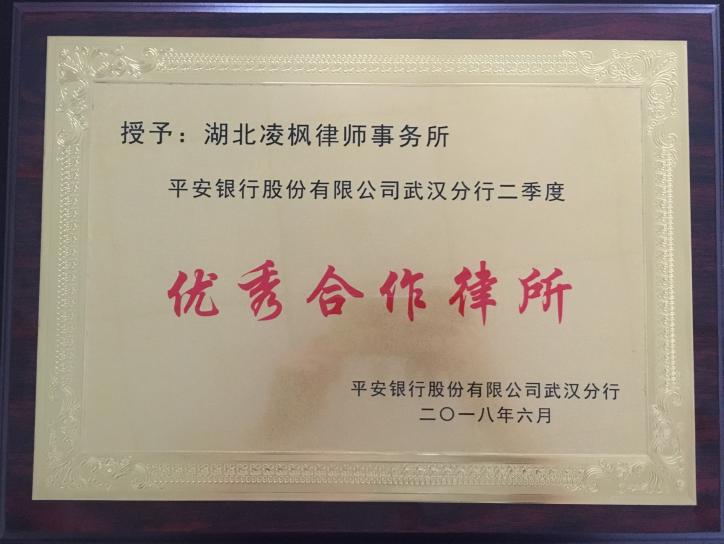 授予：湖北凌枫律师事务所
平安银行股份有限公司武汉分行二季度
优秀合作律所
平安银行股份有限公司武汉分行
二〇一八年六月